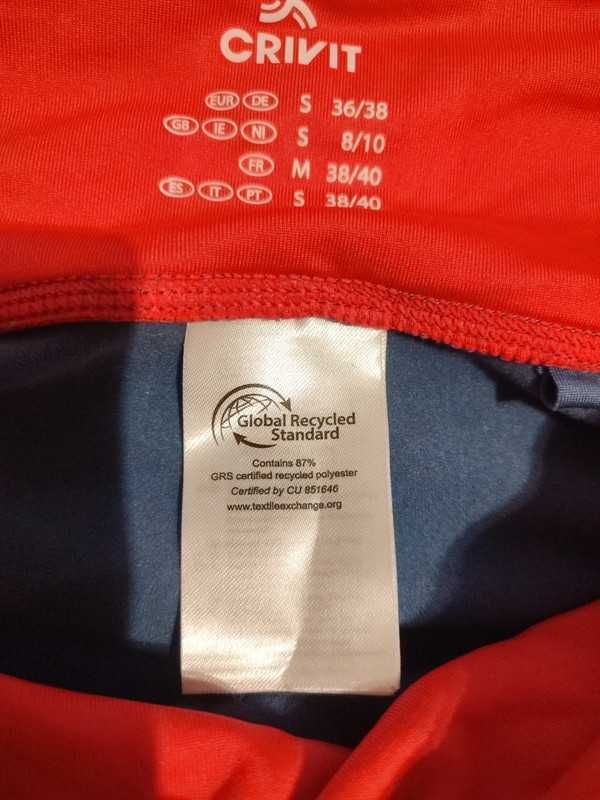 CRIVIT
EUR DE S 36/38
GB IE NI S 8/10
FR M 38/40
ES IT PT S 38/40
Global Recycled
Standard
Contains 87%
GRS certified recycled polyester
Certified by CU 851646
www.textileexchange.org